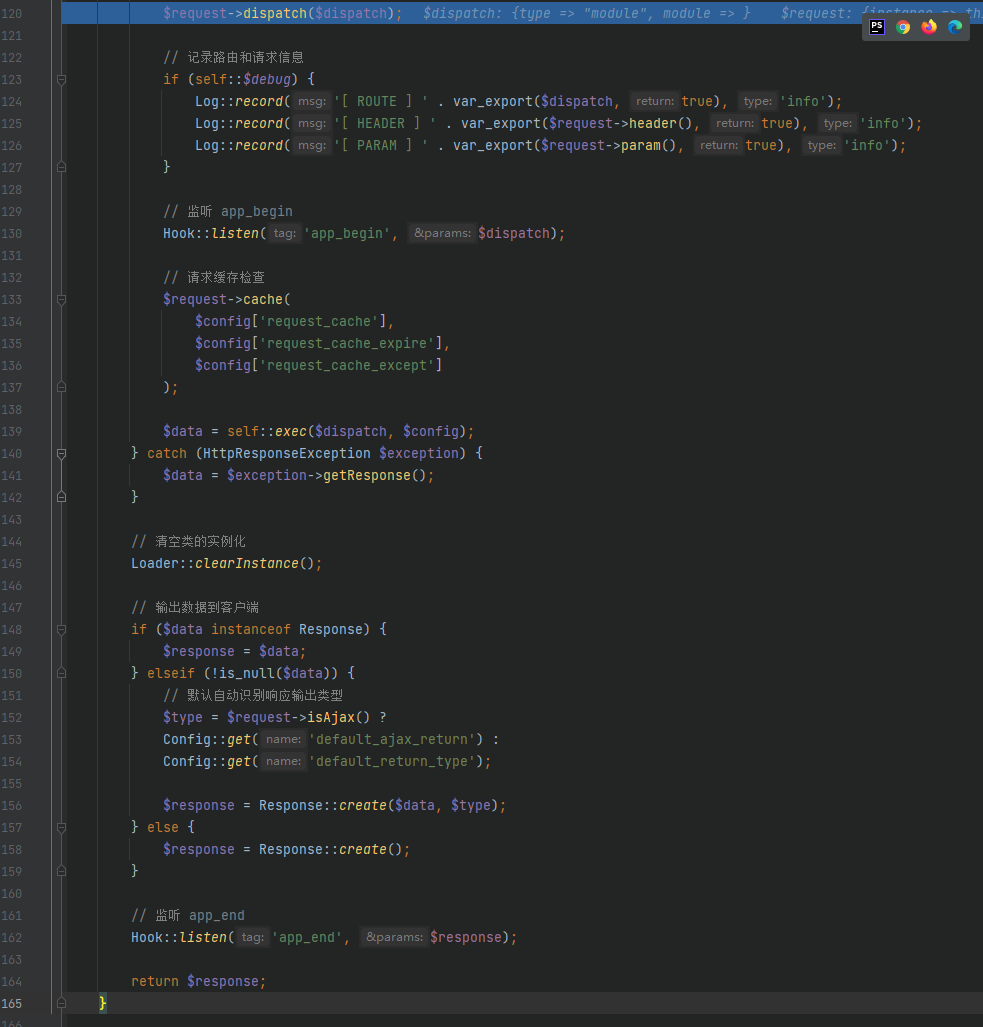 120 $request->dispatch($dispatch); $dispatch: {type => "module", module => } $request: {instance => th
PS
121
122 // 记录路由和请求信息
123 if (self::$debug) {
124 Log::record( msg: '[ ROUTE ] ' . var_export($dispatch, return: true), type: 'info');
125 Log::record( msg: '[ HEADER ] ' . var_export($request->header(), return: true), type: 'info');
126 Log::record( msg: '[ PARAM ] ' . var_export($request->param(), return: true), type: 'info');
127 }
128
129 // 监听 app_begin
130 Hook::listen( tag: 'app_begin', &params: $dispatch);
131
132 // 请求缓存检查
133 $request->cache(
134 $config['request_cache'],
135 $config['request_cache_expire'],
136 $config['request_cache_except']
137 );
138
139 $data = self::exec($dispatch, $config);
140 } catch (HttpResponseException $exception) {
141 $data = $exception->getResponse();
142 }
143
144 // 清空类的实例化
145 Loader::clearInstance();
146
147 // 输出数据到客户端
148 if ($data instanceof Response) {
149 $response = $data;
150 } elseif (!is_null($data)) {
151 // 默认自动识别响应输出类型
152 $type = $request->isAjax() ?
153 Config::get( name: 'default_ajax_return') :
154 Config::get( name: 'default_return_type');
155
156 $response = Response::create($data, $type);
157 } else {
158 $response = Response::create();
159 }
160
161 // 监听 app_end
162 Hook::listen( tag: 'app_end', &params: $response);
163
164 return $response;
165 }
166